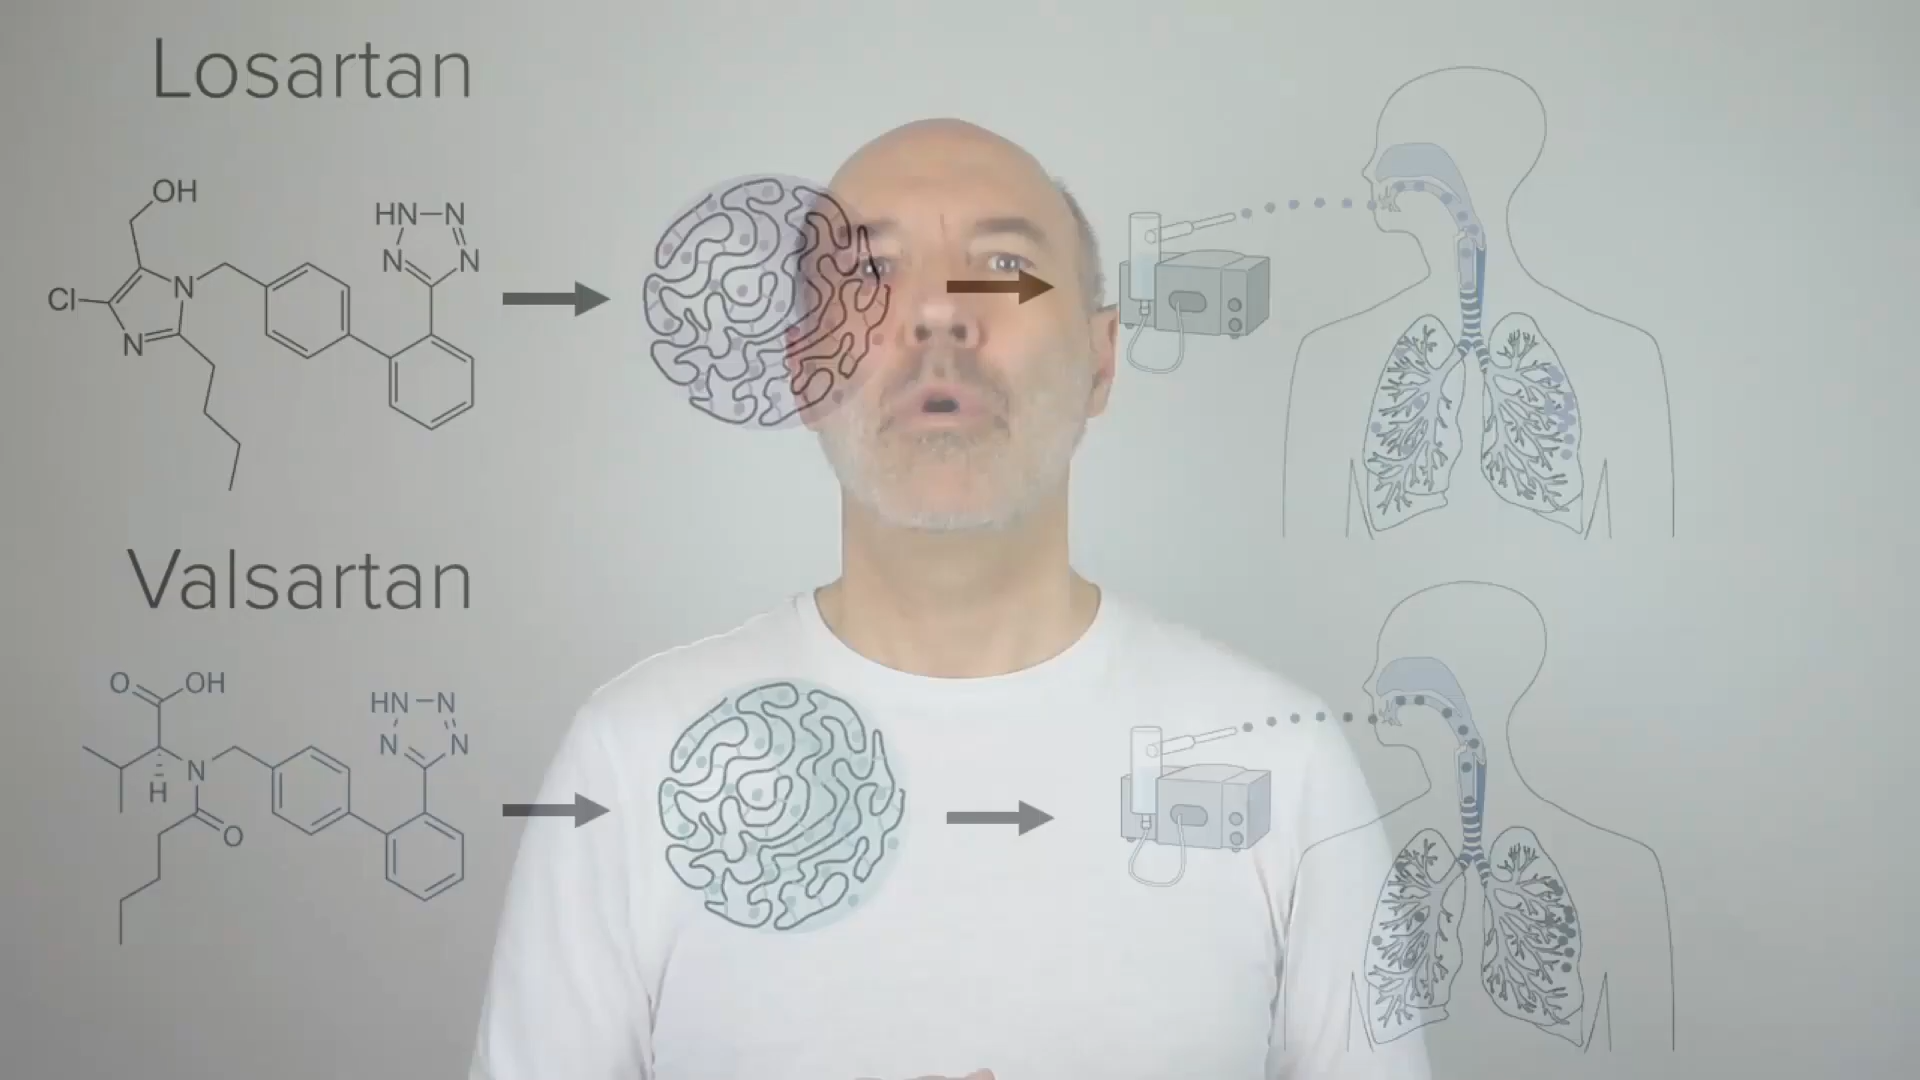 Losartan
OH
HN N
N N
Cl
N
N
Valsartan
O OH
HN N
N N
N
H
O